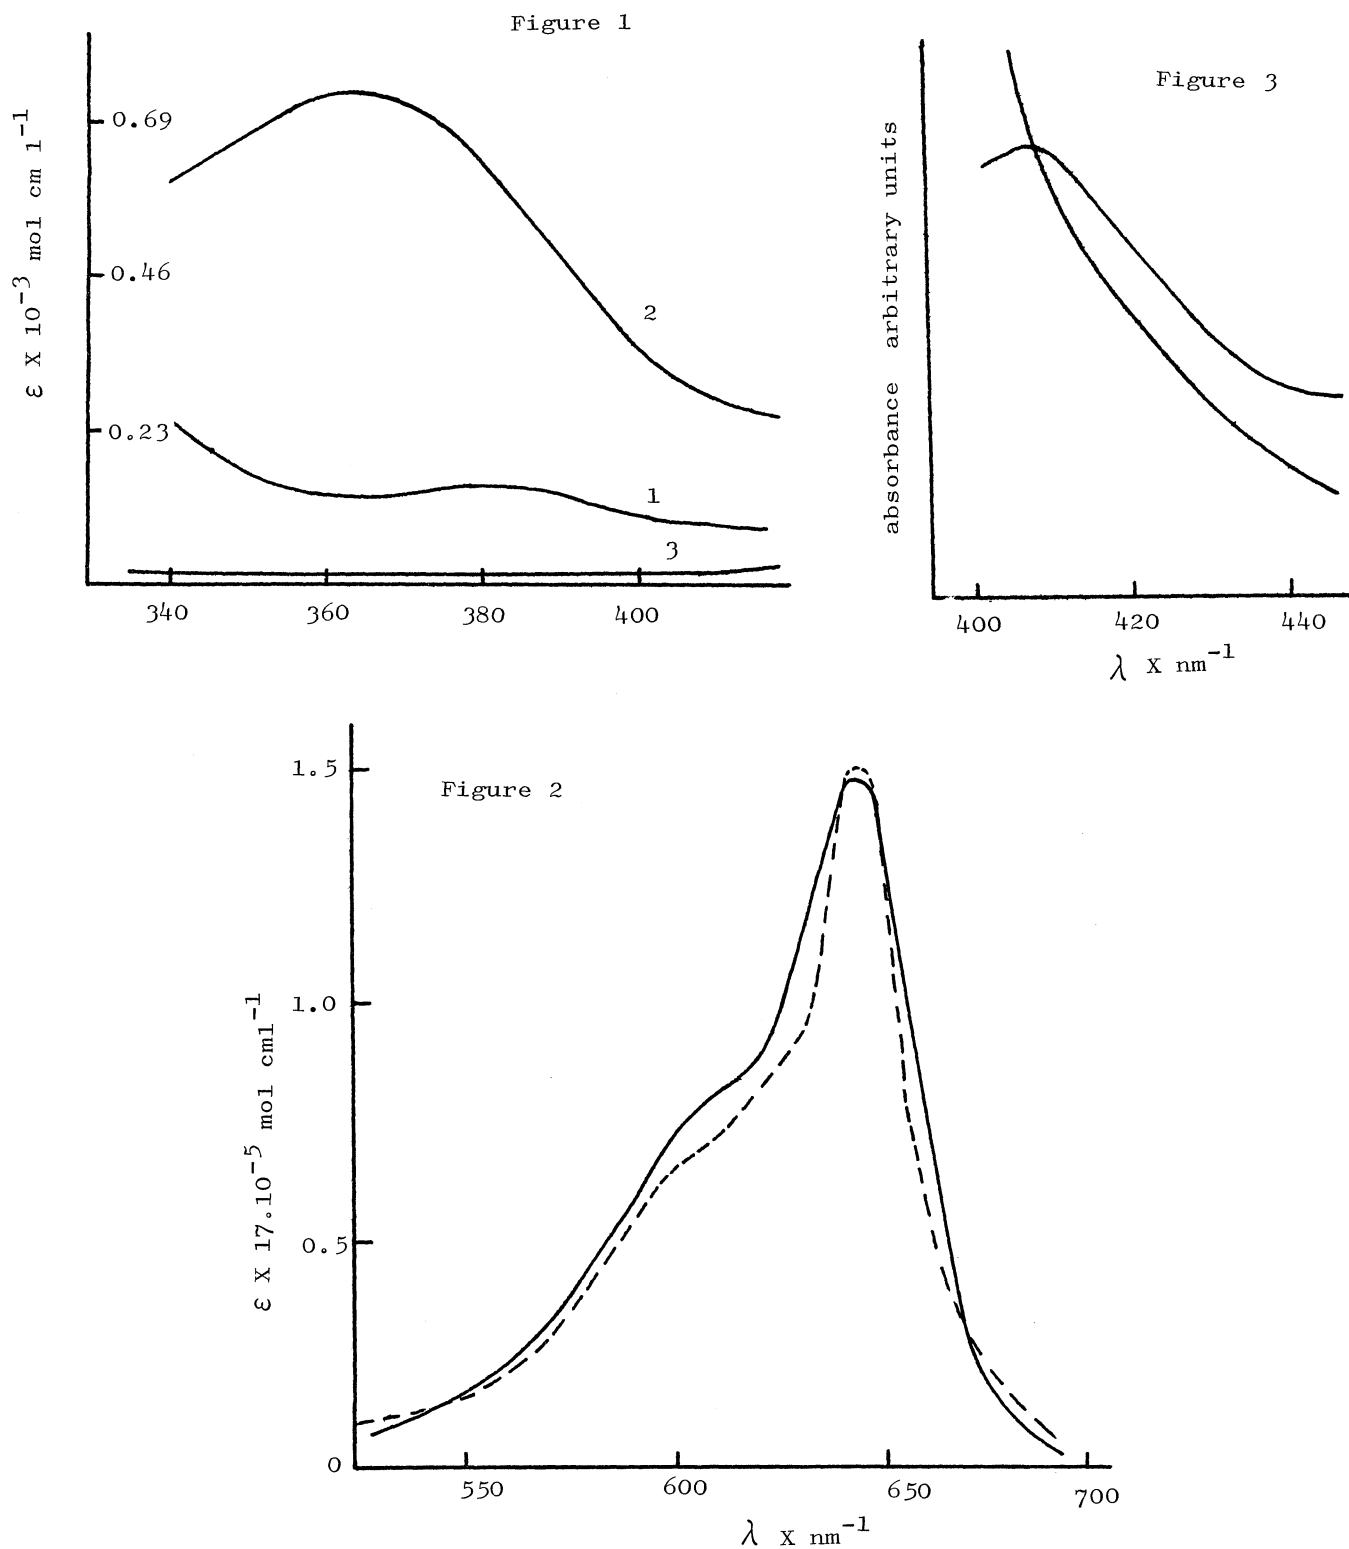 Figure 1
ε X 10⁻³ mol cm l⁻¹
0.69
0.46
0.23
2
1
3
340 360 380 400
Figure 3
absorbance arbitrary units
400 420 440
λ X nm⁻¹
Figure 2
ε X 17.10⁻⁵ mol cml⁻¹
1.5
1.0
0.5
0
550 600 650 700
λ X nm⁻¹